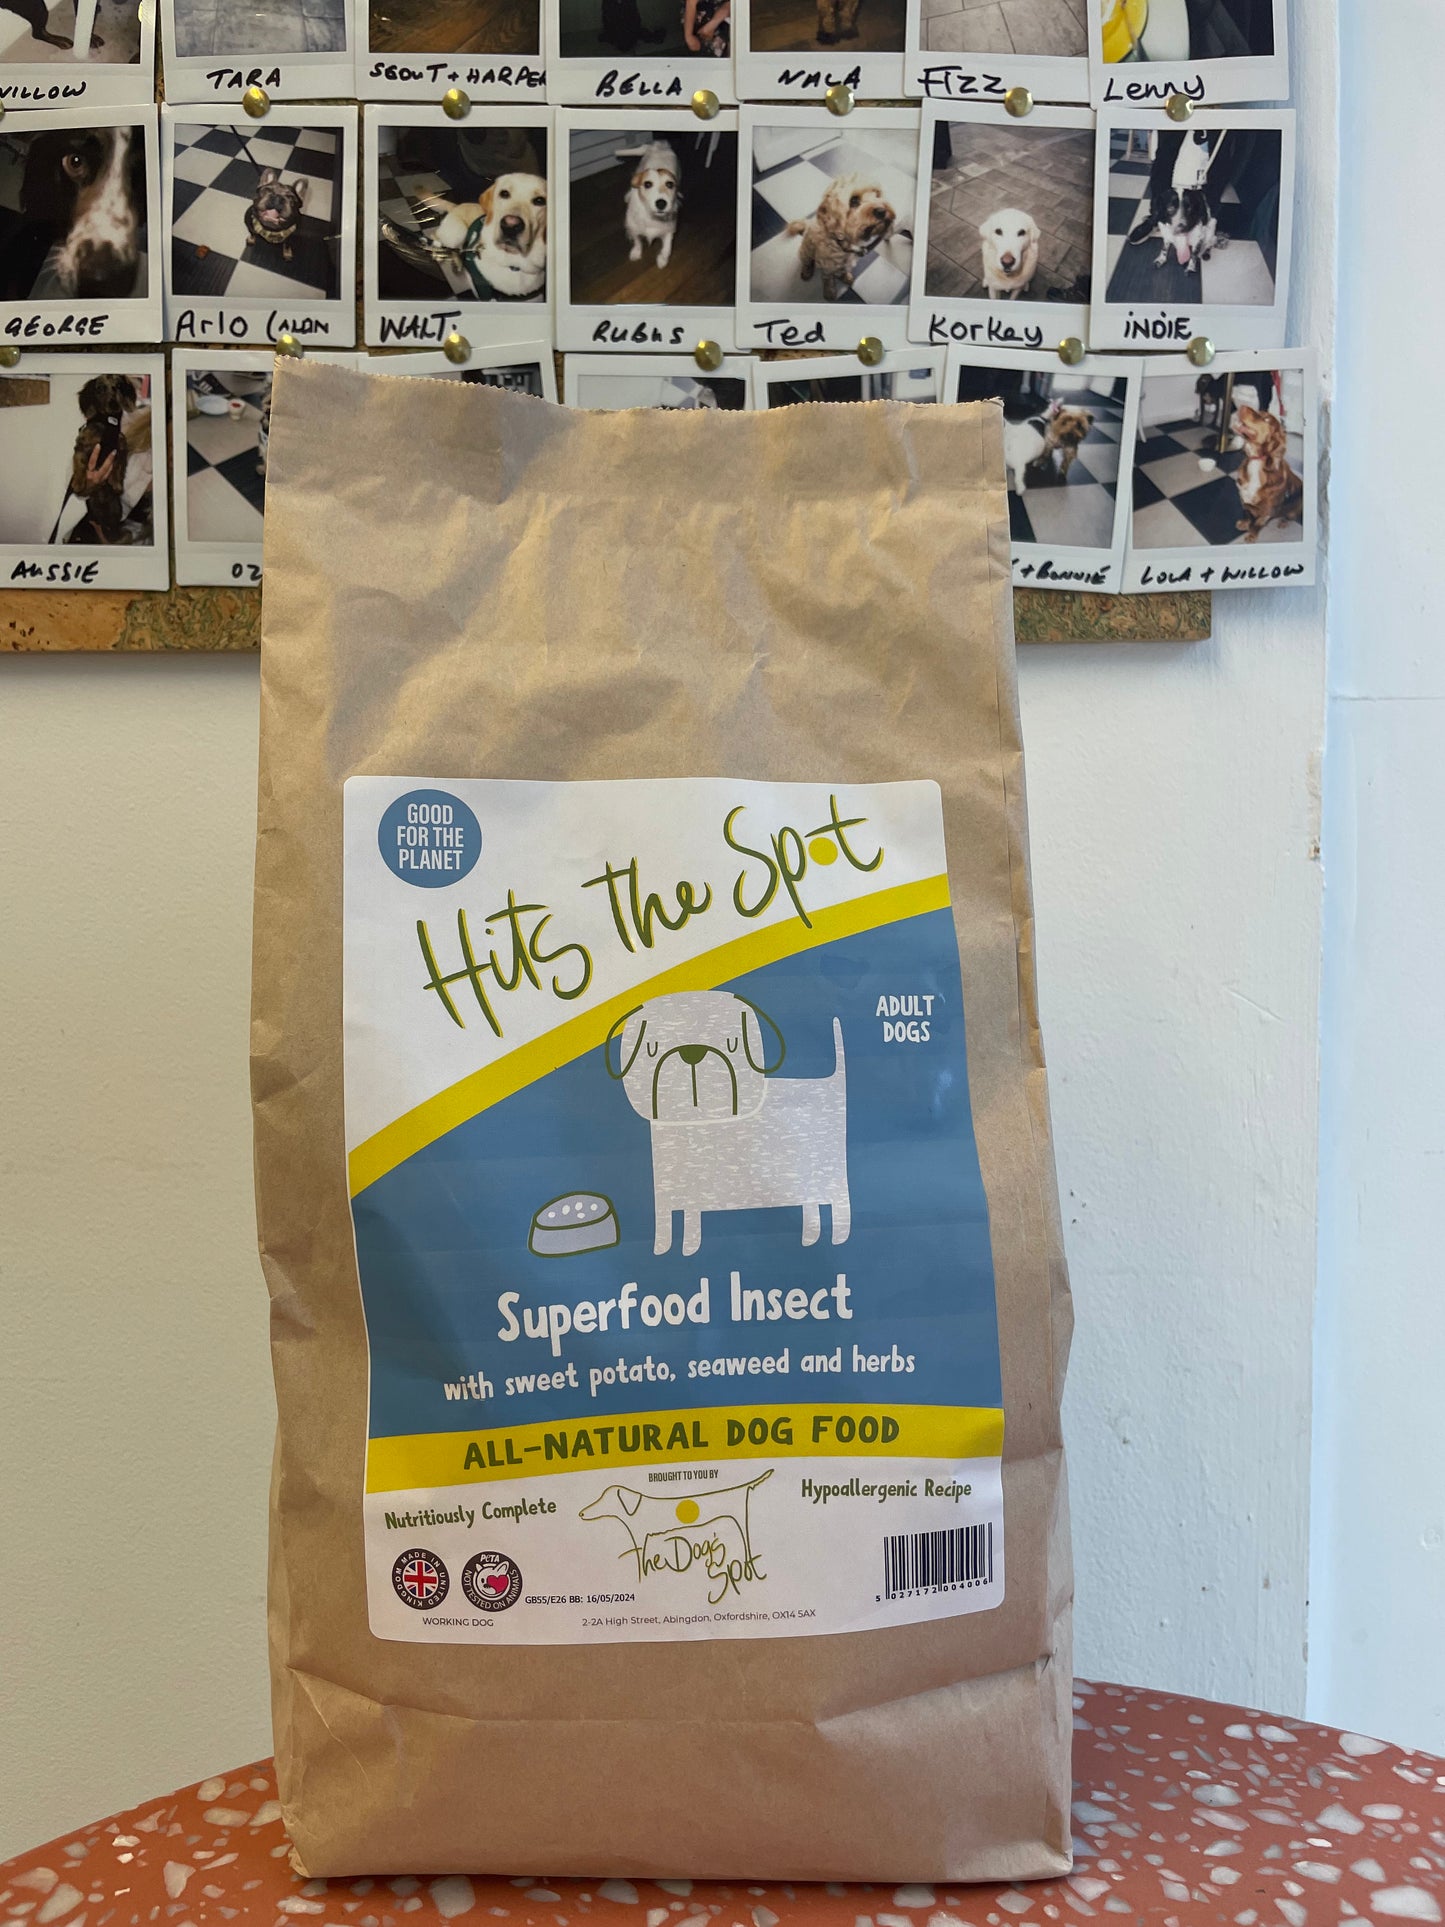 WILLOW
TARA
SCOUT + HARPER
BELLA
NALA
FIZZ
Lenny
GEORGE
Arlo (ALAN
WALT.
RUBUS
Ted
Korkey
iNDiE
AUSSIE
OZ
+ BONNIE
LOLA + WILLOW
GOOD
FOR THE
PLANET
Hits the Spot
ADULT
DOGS
Superfood Insect
with sweet potato, seaweed and herbs
ALL-NATURAL DOG FOOD
BROUGHT TO YOU BY
Nutritiously Complete
Hypoallergenic Recipe
The Dog's
Spot
MADE IN UNITED KINGDOM
PETA
NOT TESTED ON ANIMALS
GB55/E26 BB: 16/05/2024
5 027172 004006
WORKING DOG
2-2A High Street, Abingdon, Oxfordshire, OX14 5AX